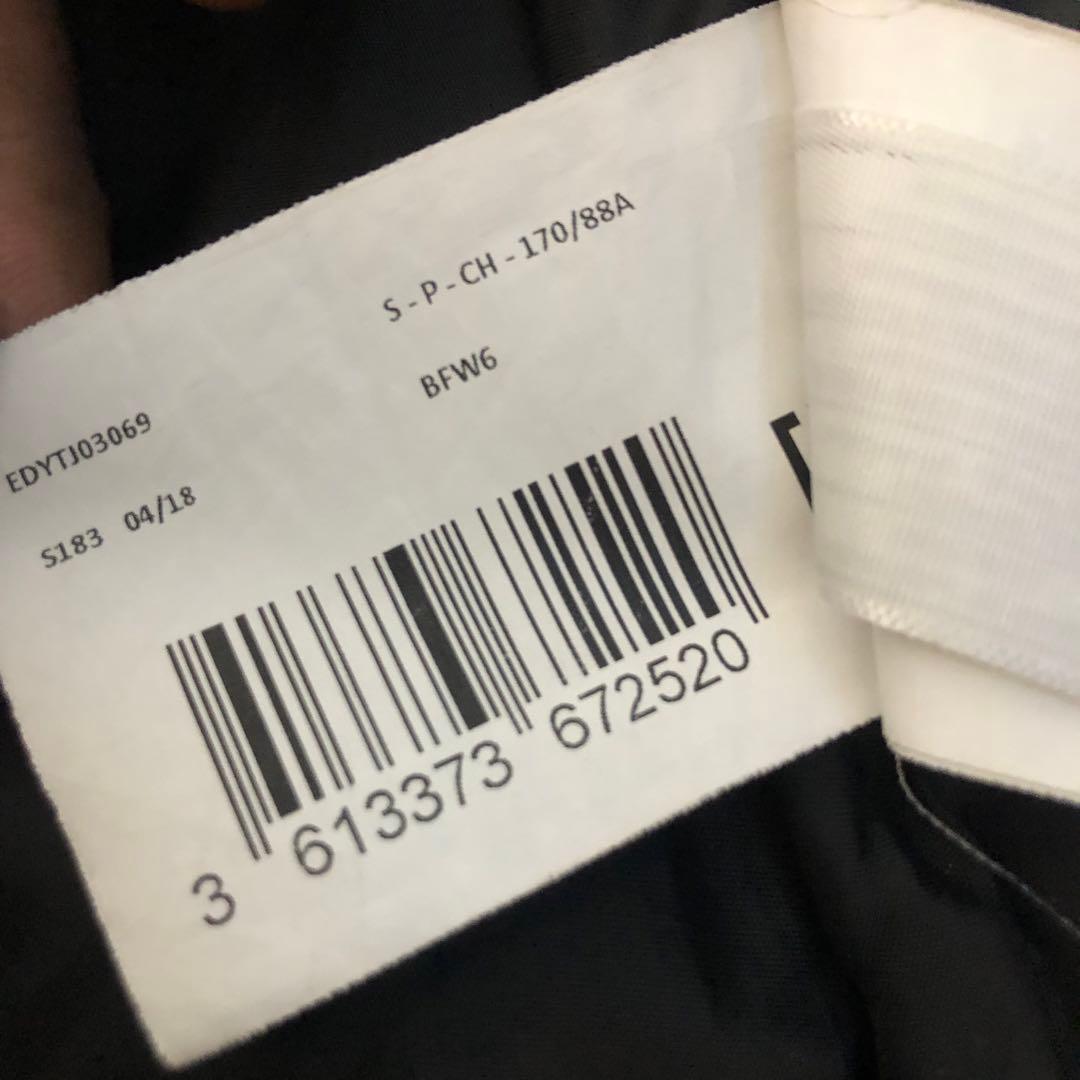 S - P - CH - 170/88A
BFW6
EDYTJ03069
S183 04/18
3 613373 672520